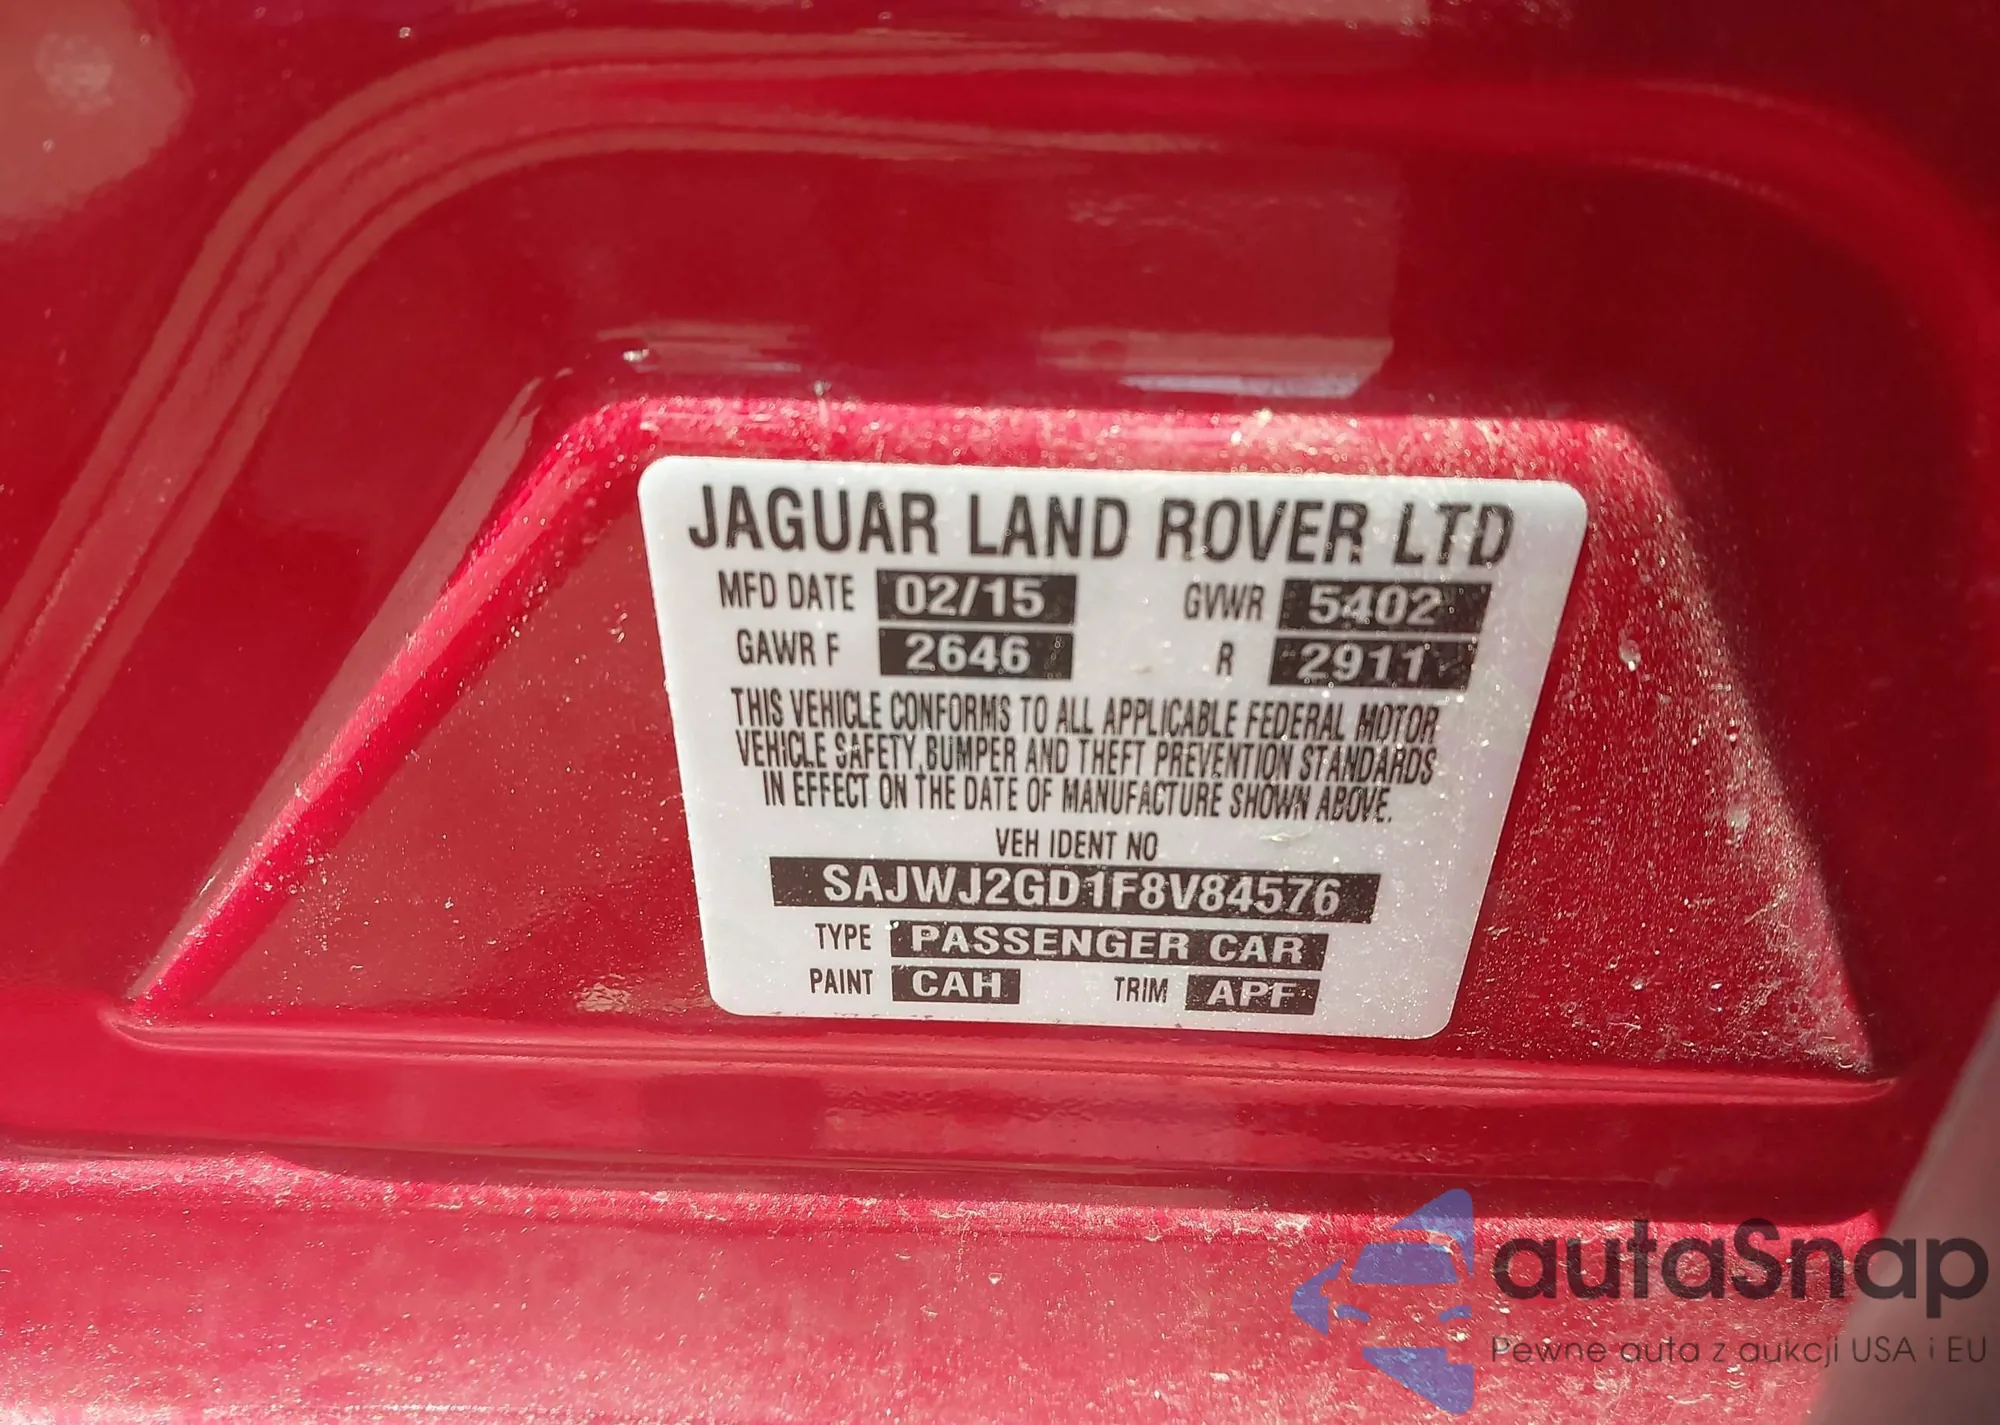 JAGUAR LAND ROVER LTD
MFD DATE 02/15 GVWR 5402
GAWR F 2646 R 2911
THIS VEHICLE CONFORMS TO ALL APPLICABLE FEDERAL MOTOR
VEHICLE SAFETY, BUMPER AND THEFT PREVENTION STANDARDS
IN EFFECT ON THE DATE OF MANUFACTURE SHOWN ABOVE.
VEH IDENT NO
SAJWJ2GD1F8V84576
TYPE PASSENGER CAR
PAINT CAH TRIM APF
autaSnap
Pewne auta z aukcji USA i EU